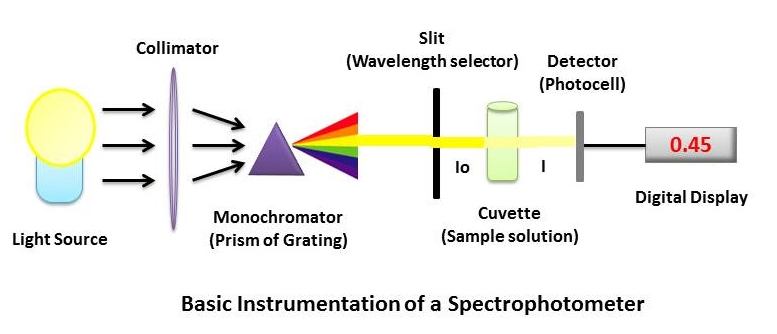 Collimator
Slit
(Wavelength selector)
Detector
(Photocell)
0.45
Io
I
Digital Display
Light Source
Monochromator
(Prism of Grating)
Cuvette
(Sample solution)
Basic Instrumentation of a Spectrophotometer